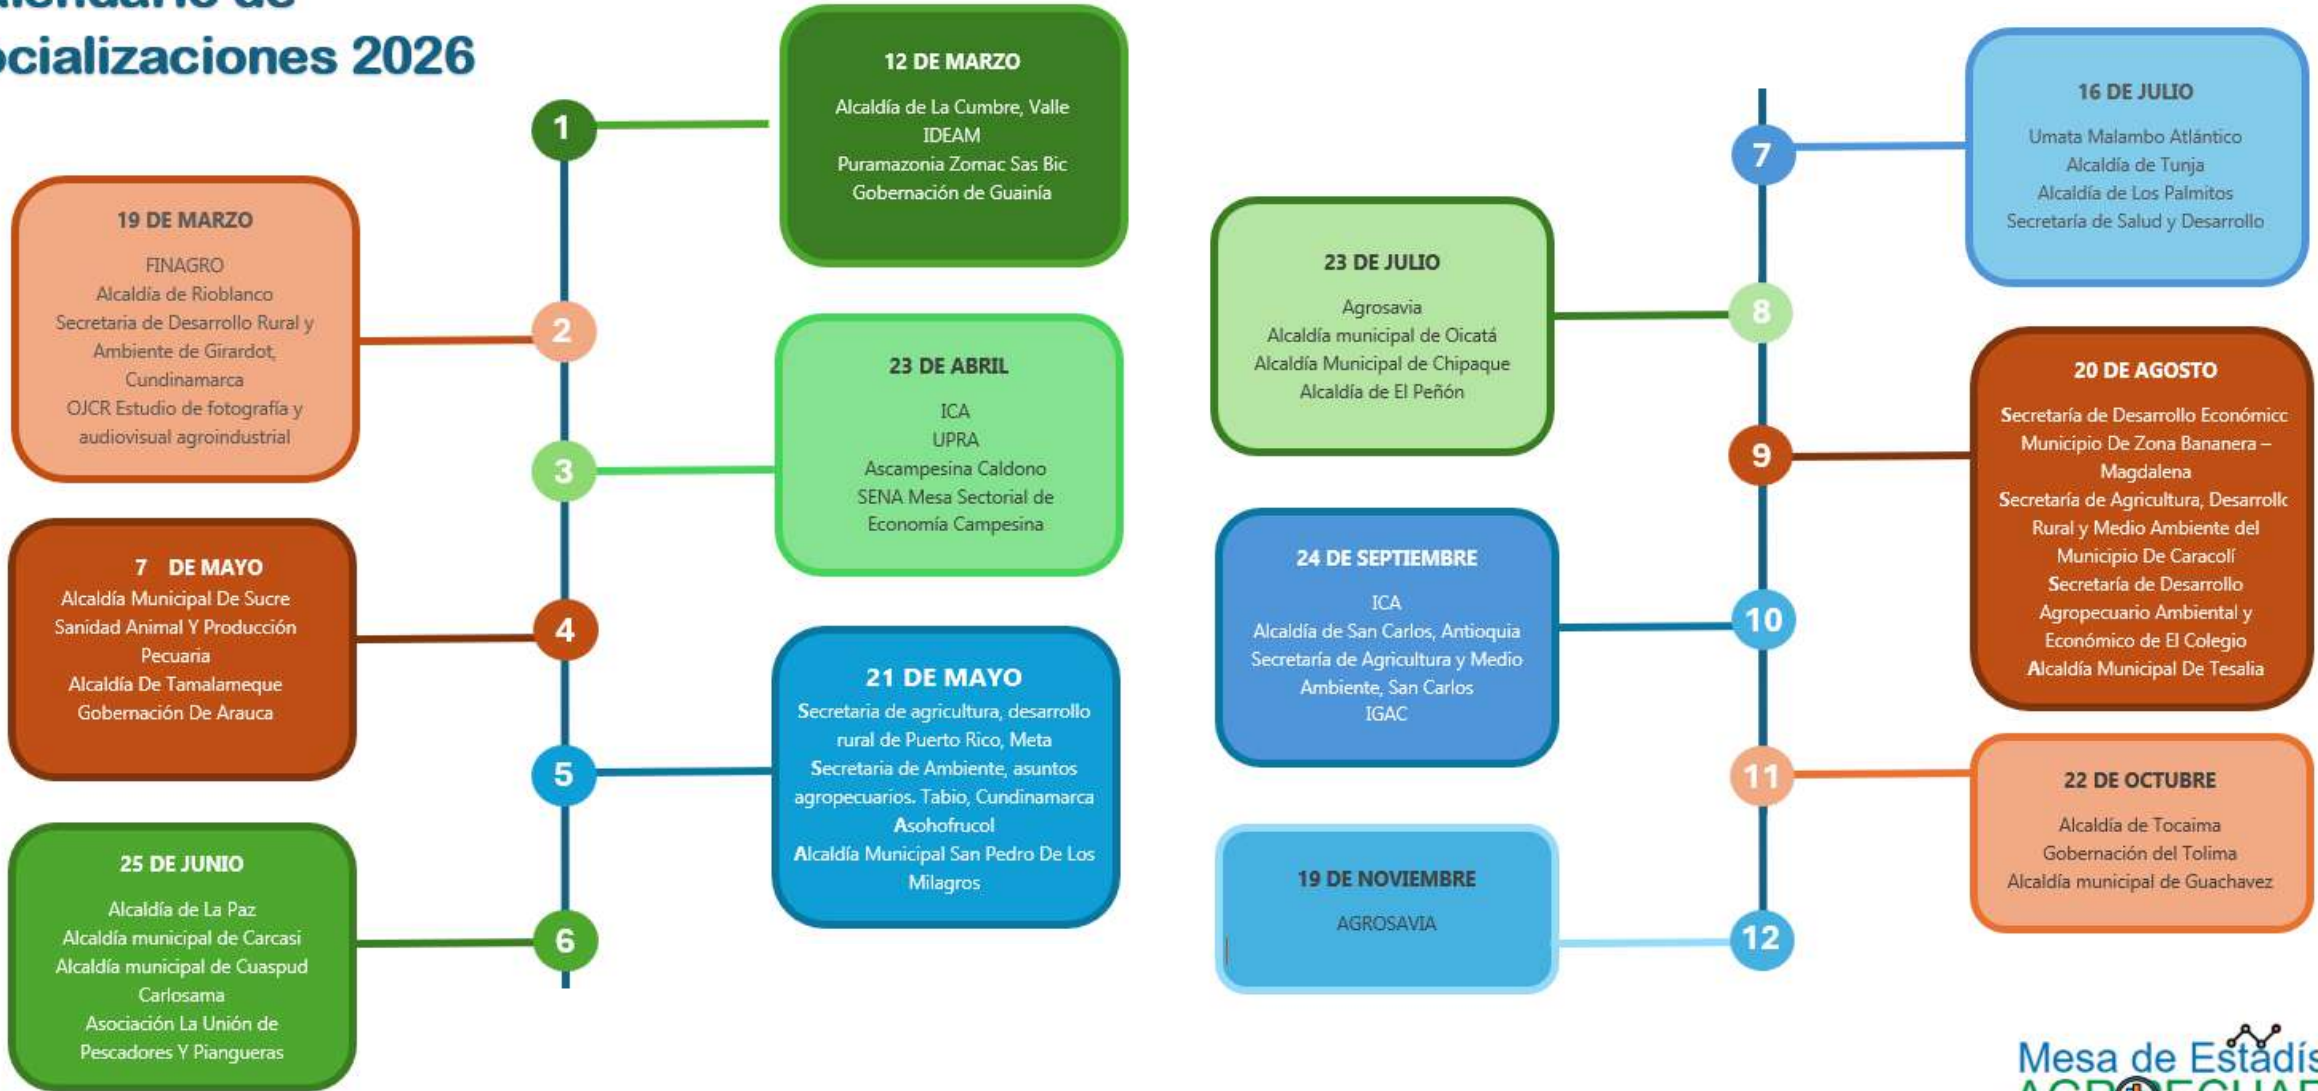 de
2026
1
12 DE MARZO
Alcaldía de La Cumbre, Valle
IDEAM
Puramazonia Zomac Sas Bic
Gobernación de Guainía
19 DE MARZO
FINAGRO
Alcaldía de Rioblanco
Secretaria de Desarrollo Rural y
Ambiente de Girardot,
Cundinamarca
OJCR Estudio de fotografía y
audiovisual agroindustrial
2
3
23 DE ABRIL
ICA
UPRA
Ascampesina Caldono
SENA Mesa Sectorial de
Economía Campesina
7 DE MAYO
Alcaldía Municipal De Sucre
Sanidad Animal Y Producción
Pecuaria
Alcaldía De Tamalameque
Gobernación De Arauca
4
5
21 DE MAYO
Secretaria de agricultura, desarrollo
rural de Puerto Rico, Meta
Secretaria de Ambiente, asuntos
agropecuarios. Tabio, Cundinamarca
Asohofrucol
Alcaldía Municipal San Pedro De Los
Milagros
25 DE JUNIO
Alcaldía de La Paz
Alcaldía municipal de Carcasi
Alcaldía municipal de Cuaspud
Carlosama
Asociación La Unión de
Pescadores Y Piangueras
6
7
16 DE JULIO
Umata Malambo Atlántico
Alcaldía de Tunja
Alcaldía de Los Palmitos
Secretaría de Salud y Desarrollo
23 DE JULIO
Agrosavia
Alcaldía municipal de Oicatá
Alcaldía Municipal de Chipaque
Alcaldía de El Peñón
8
9
20 DE AGOSTO
Secretaría de Desarrollo
Municipio De Zona Bananera –
Magdalena
Secretaría de Agricultura,
Rural y Medio Ambiente del
Municipio De Caracolí
Secretaría de Desarrollo
Agropecuario Ambiental y
Económico de El Colegio
Alcaldía Municipal De Tesalia
24 DE SEPTIEMBRE
ICA
Alcaldía de San Carlos, Antioquia
Secretaría de Agricultura y Medio
Ambiente, San Carlos
IGAC
10
11
22 DE OCTUBRE
Alcaldía de Tocaima
Gobernación del Tolima
Alcaldía municipal de Guachavez
19 DE NOVIEMBRE
AGROSAVIA
12
Mesa de